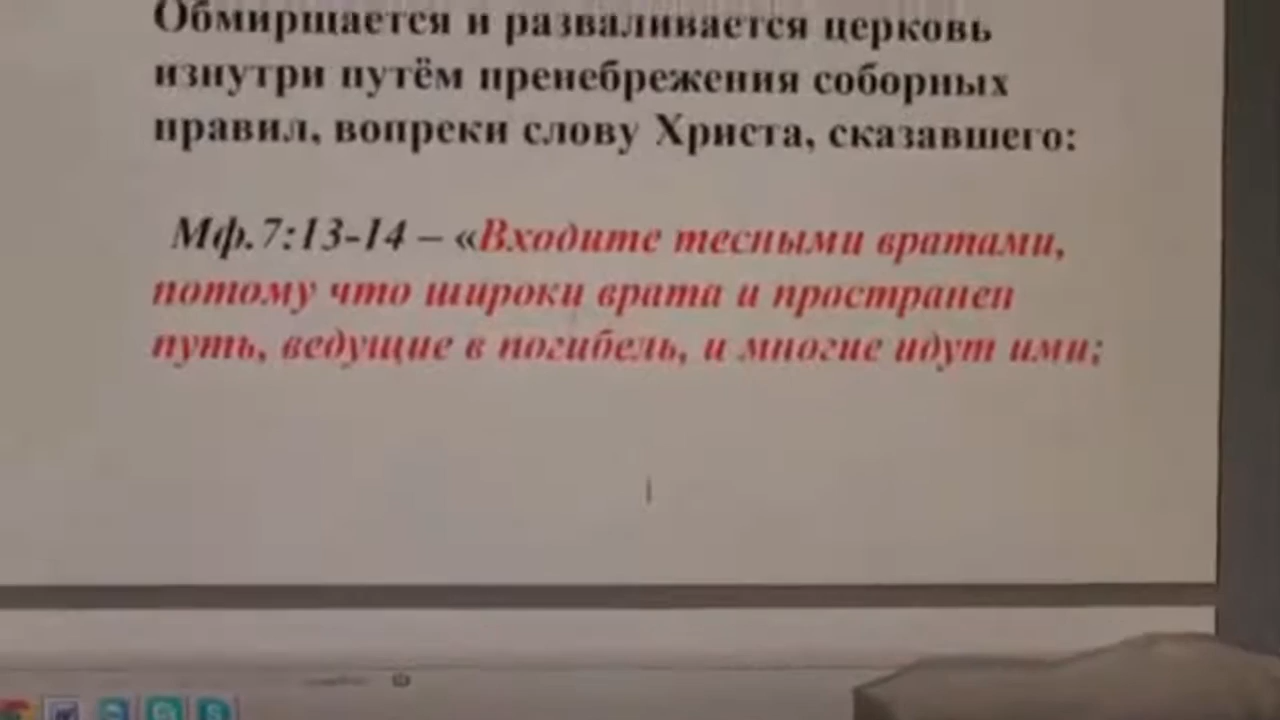 Обмирщается и разваливается церковь
изнутри путём пренебрежения соборных
правил, вопреки слову Христа, сказавшего:
Мф.7:13-14 – «Входите тесными вратами,
потому что широки врата и пространен
путь, ведущие в погибель, и многие идут ими;